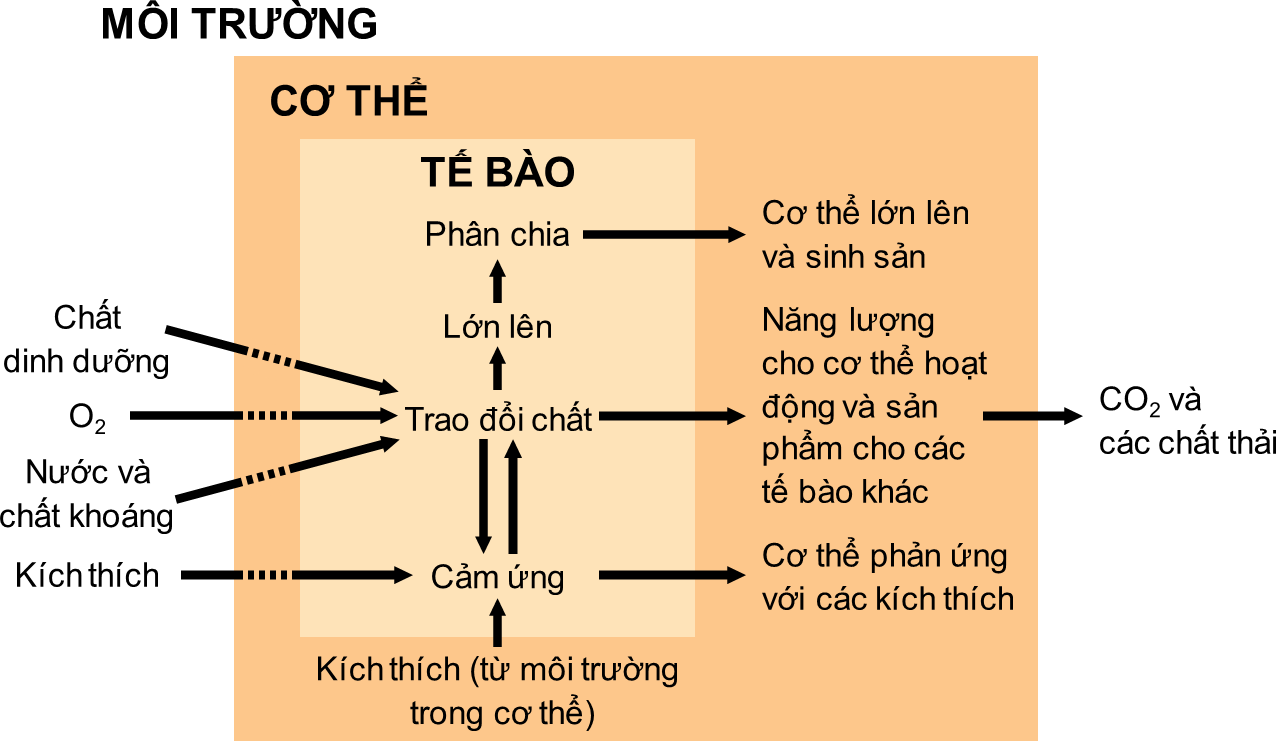 MÔI TRƯỜNG
CƠ THỂ
TẾ BÀO
Phân chia
Cơ thể lớn lên
và sinh sản
Lớn lên
Chất
dinh dưỡng
O₂
Nước và
chất khoáng
Trao đổi chất
Năng lượng
cho cơ thể hoạt
động và sản
phẩm cho các
tế bào khác
CO₂ và
các chất thải
Kích thích
Cảm ứng
Cơ thể phản ứng
với các kích thích
Kích thích (từ môi trường
trong cơ thể)